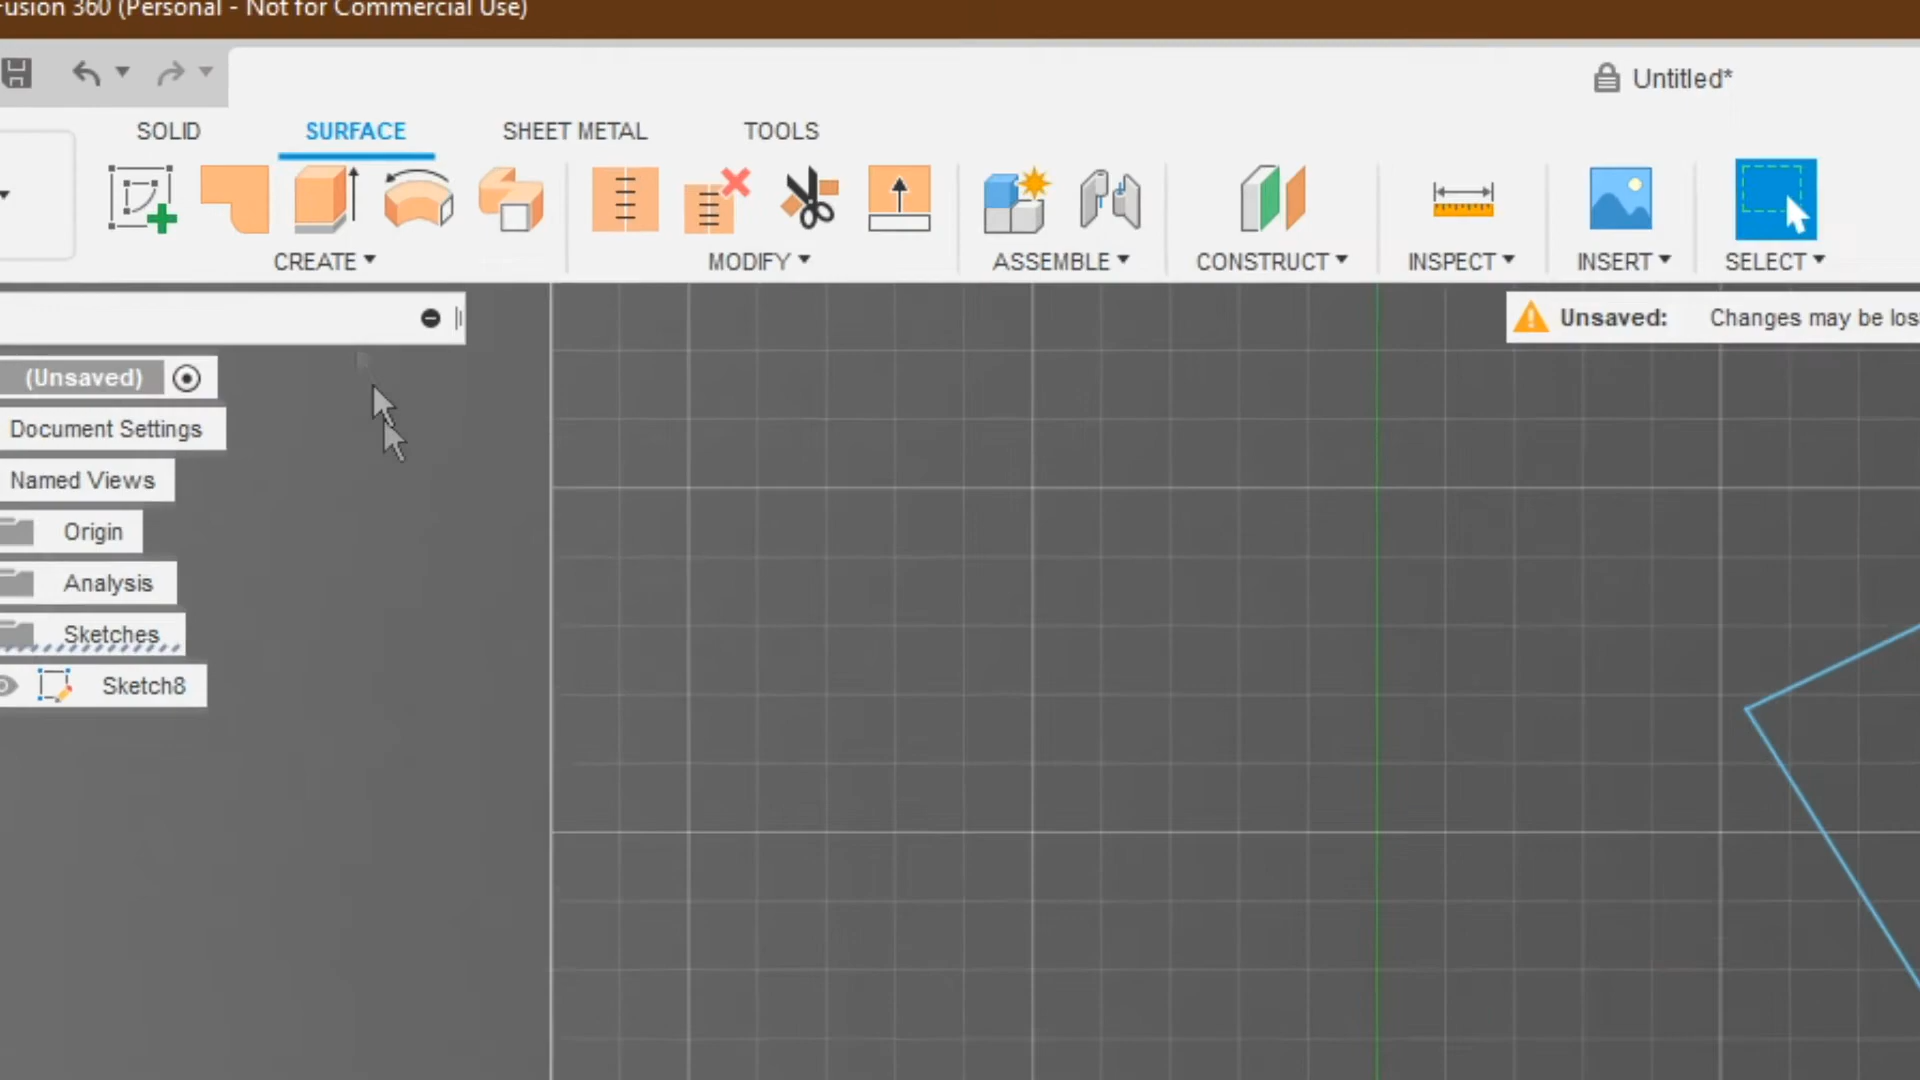 Fusion 360 (Personal - Not for Commercial Use)
Untitled*
SOLID SURFACE SHEET METAL TOOLS
CREATE MODIFY ASSEMBLE CONSTRUCT INSPECT INSERT SELECT
Unsaved: Changes may be los
(Unsaved)
Document Settings
Named Views
Origin
Analysis
Sketches
Sketch8